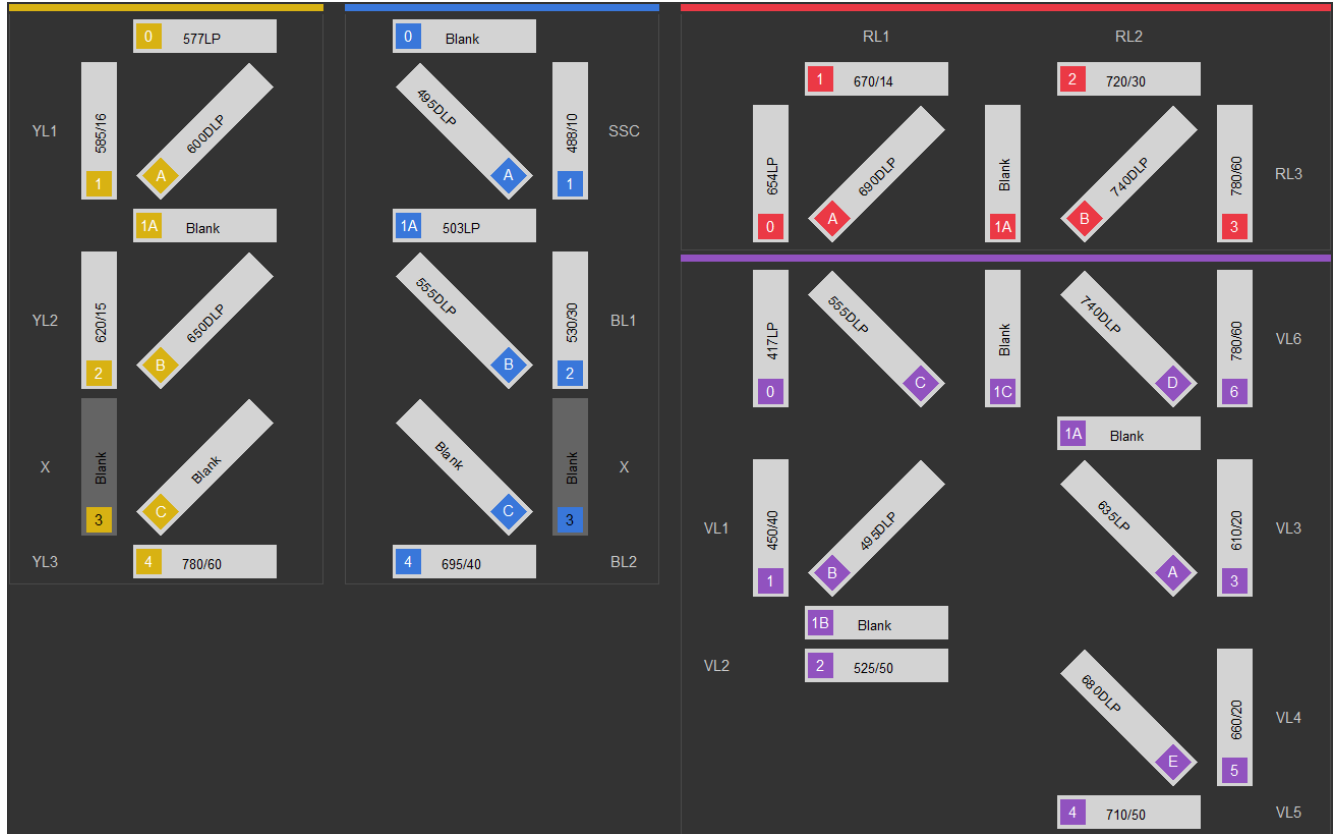 0 577LP
YL1
585/16
1
600DLP
A
1A Blank
YL2
620/15
2
650DLP
B
X
Blank
3
Blank
C
YL3
4 780/60
0 Blank
495DLP
A
488/10
1
SSC
1A 503LP
555DLP
B
530/30
2
BL1
Blank
C
Blank
3
X
4 695/40
BL2
RL1
RL2
1 670/14
2 720/30
654LP
0
690DLP
A
Blank
1A
740DLP
B
780/60
3
RL3
417LP
0
555DLP
C
Blank
1C
740DLP
D
780/60
6
VL6
1A Blank
VL1
450/40
1
495DLP
B
635LP
A
610/20
3
VL3
1B Blank
VL2
2 525/50
680DLP
E
660/20
5
VL4
4 710/50
VL5